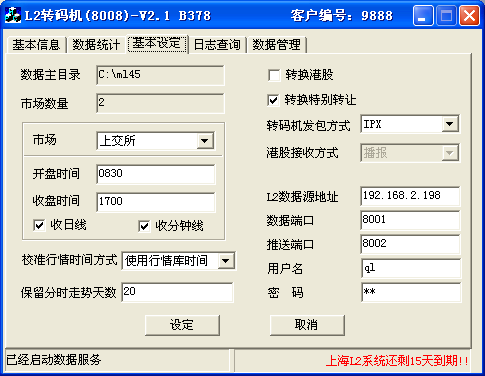 L2转码机(8008)-V2.1 B378 客户编号: 9888
基本信息 数据统计 基本设定 日志查询 数据管理
数据主目录 C:\ml45
市场数量 2
市场 上交所
开盘时间 0830
收盘时间 1700
收日线 收分钟线
校准行情时间方式 使用行情库时间
保留分时走势天数 20
转换港股
转换特别转让
转码机发包方式 IPX
港股接收方式 播报
L2数据源地址 192.168.2.198
数据端口 8001
推送端口 8002
用户名 ql
密 码 **
设定 取消
已经启动数据服务 上海L2系统还剩15天到期!!